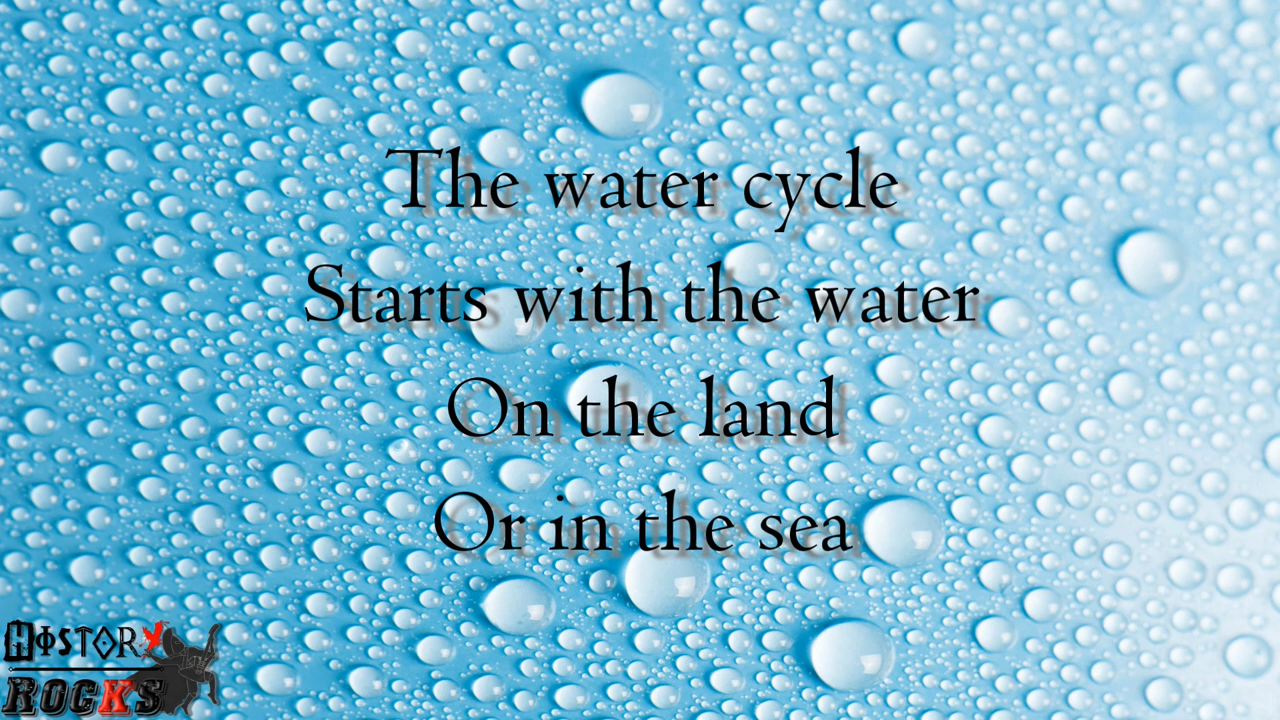 The water cycle
Starts with the water
On the land
Or in the sea
HISTORY
ROCKS